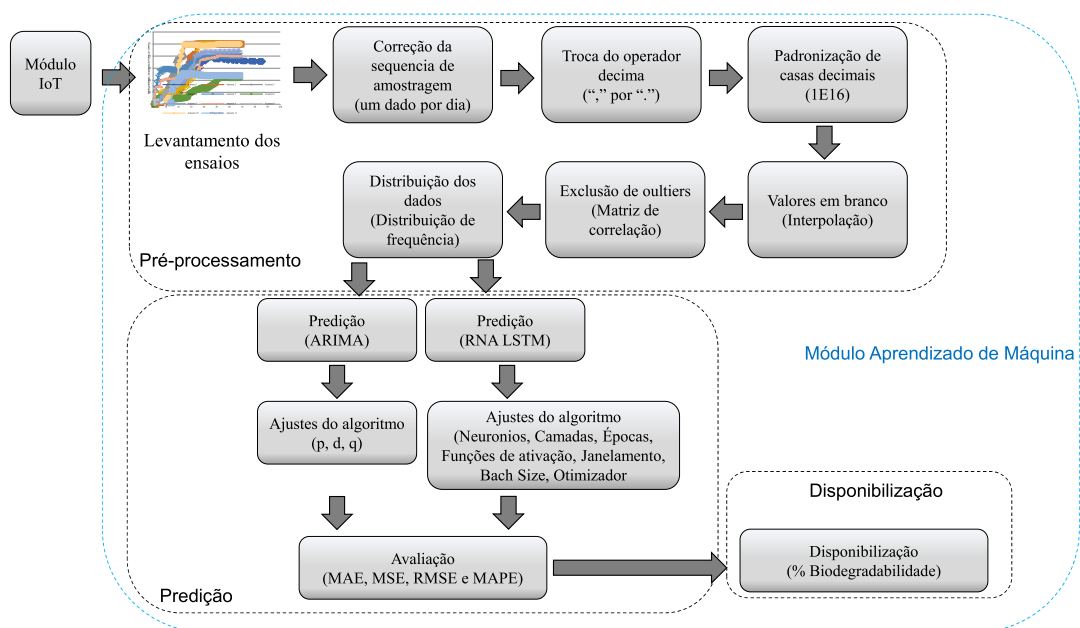 Módulo
IoT
Levantamento dos
ensaios
Correção da
sequencia de
amostragem
(um dado por dia)
Troca do operador
decima
(“,” por “.”)
Padronização de
casas decimais
(1E16)
Distribuição dos
dados
(Distribuição de
frequência)
Exclusão de oultiers
(Matriz de
correlação)
Valores em branco
(Interpolação)
Pré-processamento
Predição
(ARIMA)
Predição
(RNA LSTM)
Módulo Aprendizado de Máquina
Ajustes do algoritmo
(p, d, q)
Ajustes do algoritmo
(Neuronios, Camadas, Épocas,
Funções de ativação, Janelamento,
Bach Size, Otimizador
Disponibilização
Avaliação
(MAE, MSE, RMSE e MAPE)
Disponibilização
(% Biodegradabilidade)
Predição